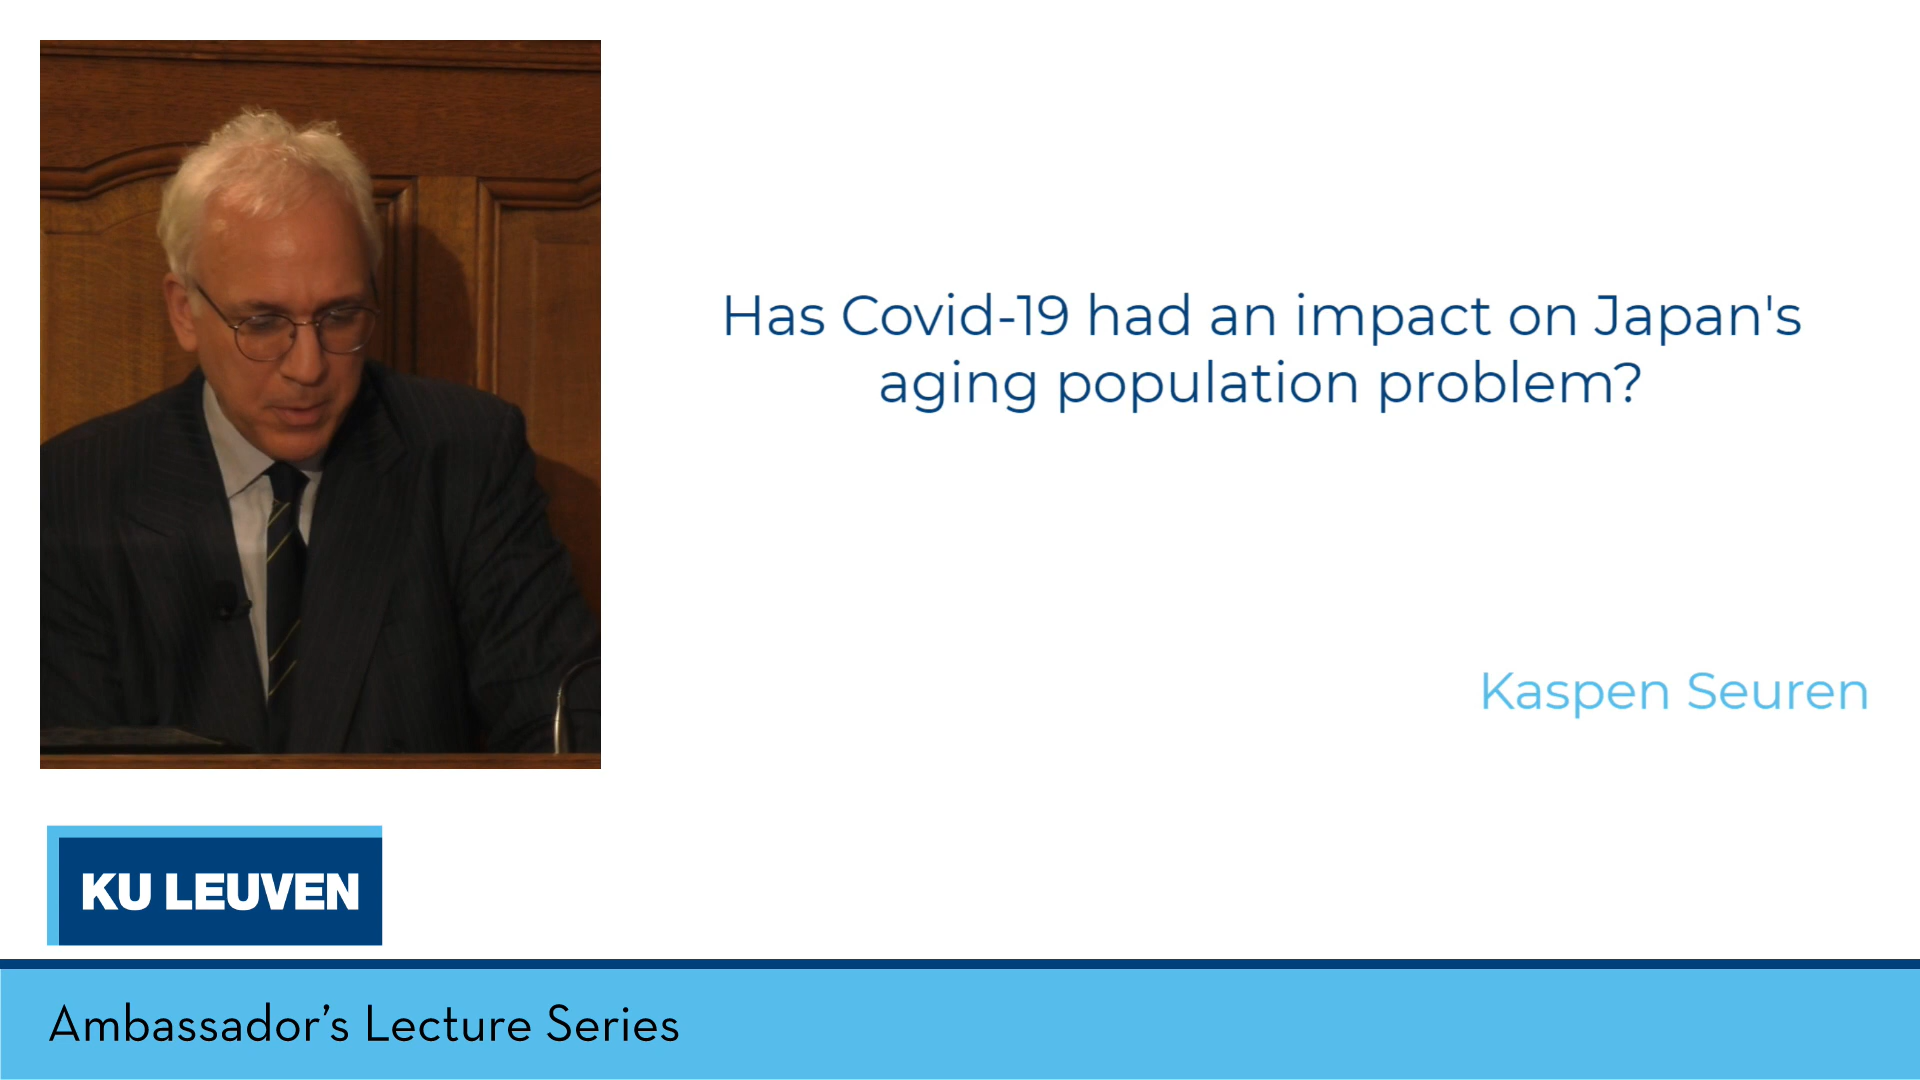 Has Covid-19 had an impact on Japan's
aging population problem?
Kaspen Seuren
KU LEUVEN
Ambassador’s Lecture Series